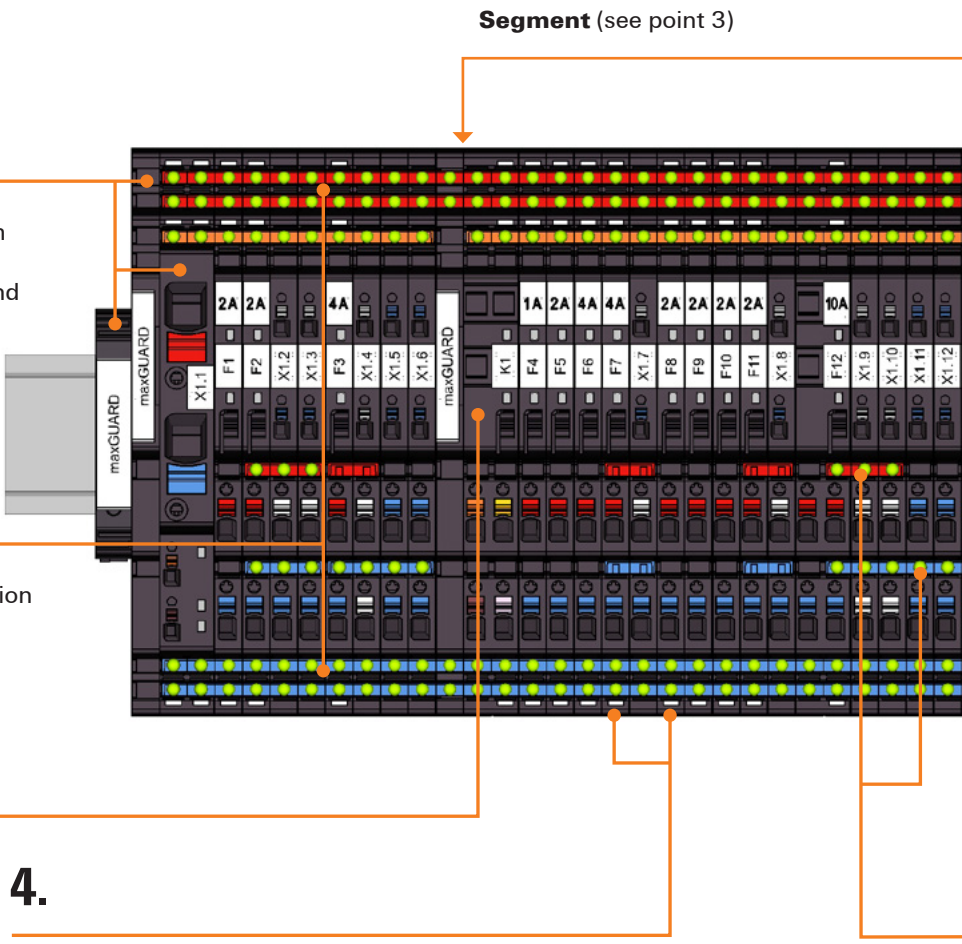 Segment (see point 3)
n
nd
2A 2A 4A 1A 2A 4A 4A 2A 2A 2A 2A 10A
maxGUARD
maxGUARD
maxGUARD
X1.1 F1 F2 X1.2 X1.3 F3 X1.4 X1.5 X1.6 K1 F4 F5 F6 F7 X1.7 F8 F9 F10 F11 X1.8 F12 X1.9 X1.10 X1.11 X1.12
ion
4.